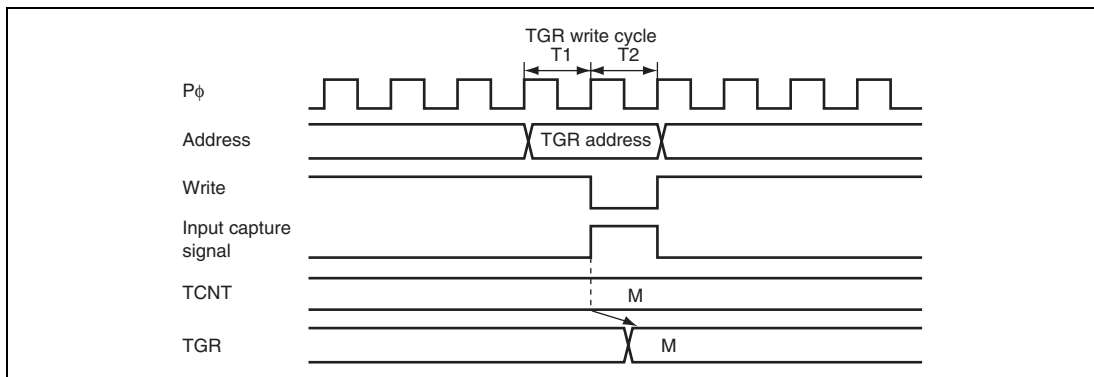 TGR write cycle
T1 T2
Pϕ
Address
TGR address
Write
Input capture
signal
TCNT
M
TGR
M